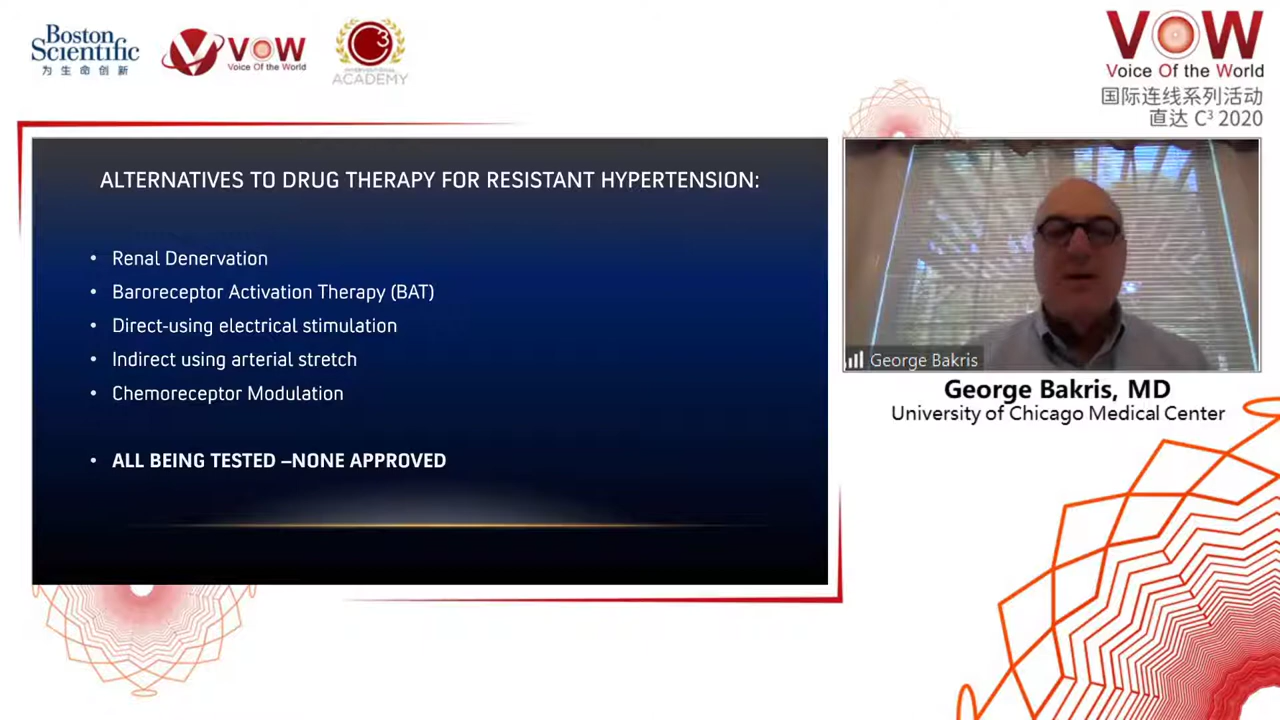 Boston
Scientific
为生命创新
VOW
Voice Of the World
C3
ACADEMY
VOW
Voice Of the World
国际连线系列活动
直达 C³ 2020
ALTERNATIVES TO DRUG THERAPY FOR RESISTANT HYPERTENSION:
• Renal Denervation
• Baroreceptor Activation Therapy (BAT)
• Direct-using electrical stimulation
• Indirect using arterial stretch
• Chemoreceptor Modulation
• ALL BEING TESTED –NONE APPROVED
George Bakris
George Bakris, MD
University of Chicago Medical Center